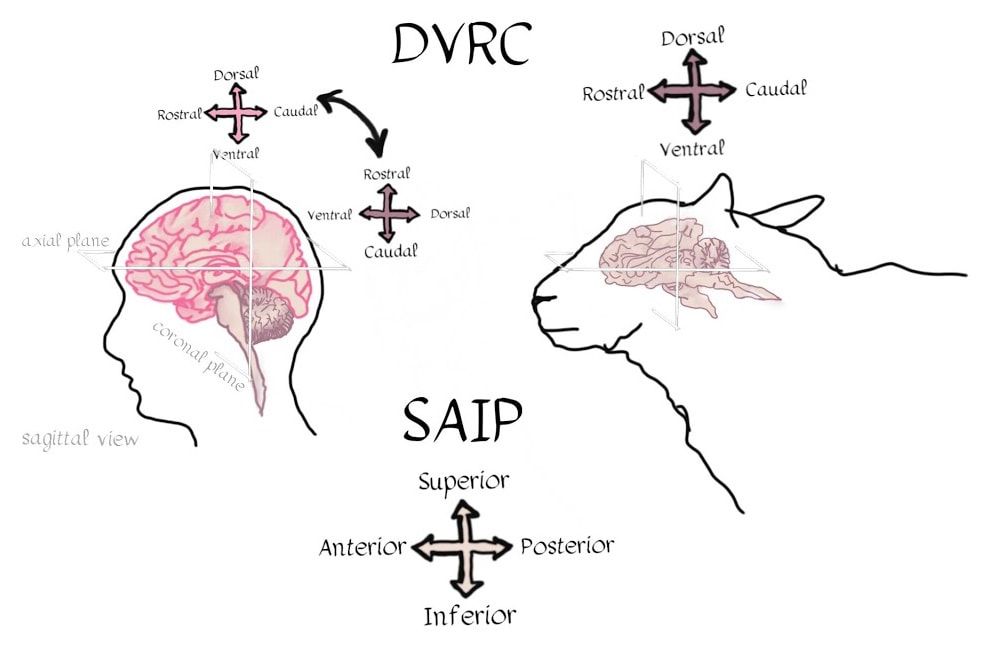 DVRC
Dorsal
Rostral
Caudal
Ventral
Rostral
Ventral
Dorsal
Caudal
Dorsal
Rostral
Caudal
Ventral
axial plane
coronal plane
sagittal view
SAIP
Superior
Anterior
Posterior
Inferior